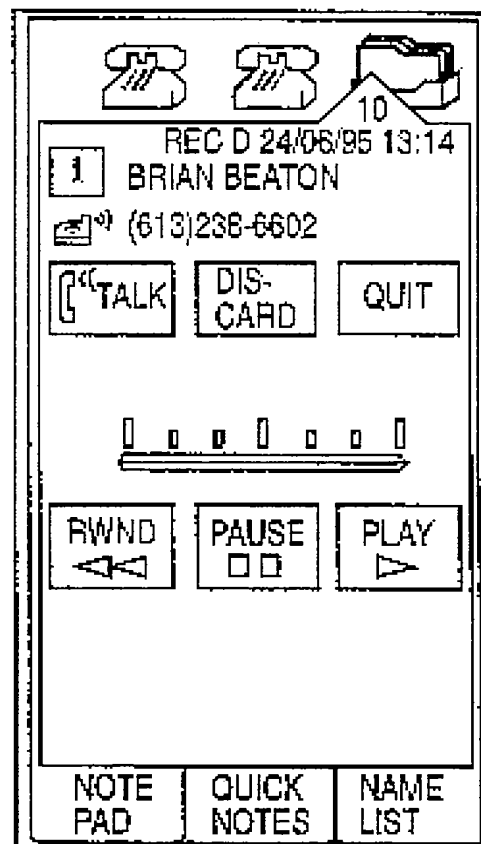 10
REC D 24/06/95 13:14
1 BRIAN BEATON
(613)238-6602
TALK DIS-CARD QUIT
RWND PAUSE PLAY
NOTE PAD QUICK NOTES NAME LIST